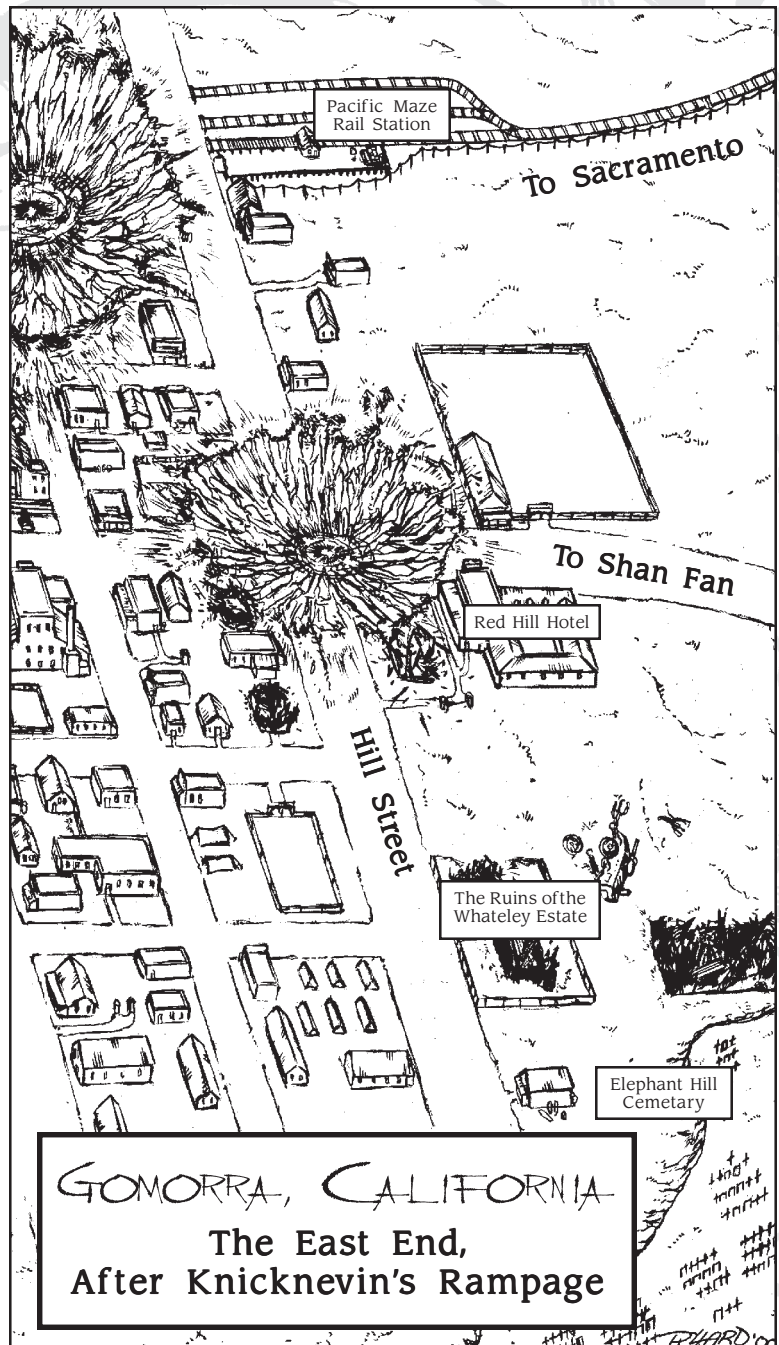 Pacific Maze
Rail Station
To Sacramento
To Shan Fan
Red Hill Hotel
Hill Street
The Ruins of the
Whateley Estate
Elephant Hill
Cemetary
GOMORRA, CALIFORNIA
The East End,
After Knicknevin's Rampage